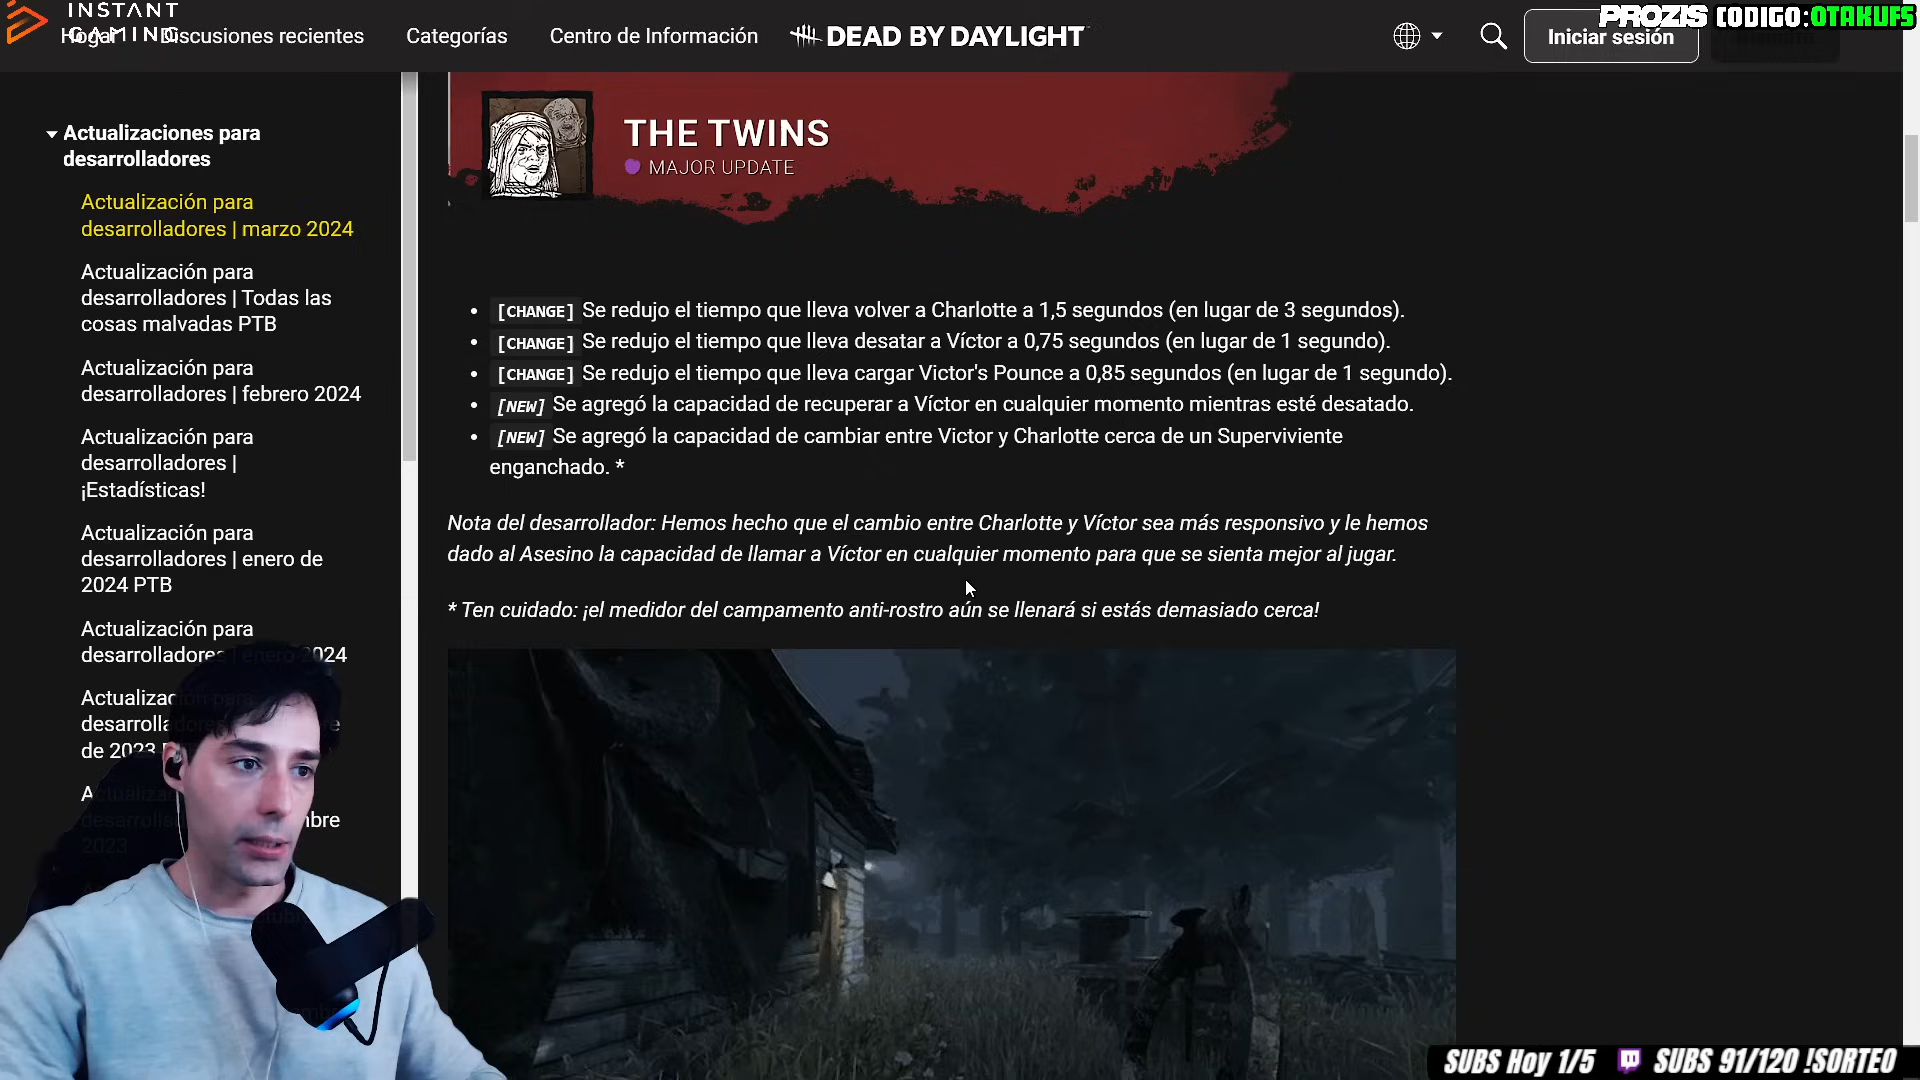 INSTANT
GAMING
Hogar
Discusiones recientes
Categorías
Centro de Información
DEAD BY DAYLIGHT
Iniciar sesión
PROZIS CODIGO:OTAKUFS
Actualizaciones para
desarrolladores
Actualización para
desarrolladores | marzo 2024
Actualización para
desarrolladores | Todas las
cosas malvadas PTB
Actualización para
desarrolladores | febrero 2024
Actualización para
desarrolladores |
¡Estadísticas!
Actualización para
desarrolladores | enero de
2024 PTB
Actualización para
desarrolladores | enero 2024
Actualización para
de 2023
2023
THE TWINS
MAJOR UPDATE
[CHANGE] Se redujo el tiempo que lleva volver a Charlotte a 1,5 segundos (en lugar de 3 segundos).
[CHANGE] Se redujo el tiempo que lleva desatar a Víctor a 0,75 segundos (en lugar de 1 segundo).
[CHANGE] Se redujo el tiempo que lleva cargar Victor's Pounce a 0,85 segundos (en lugar de 1 segundo).
[NEW] Se agregó la capacidad de recuperar a Víctor en cualquier momento mientras esté desatado.
[NEW] Se agregó la capacidad de cambiar entre Victor y Charlotte cerca de un Superviviente
enganchado. *
Nota del desarrollador: Hemos hecho que el cambio entre Charlotte y Víctor sea más responsivo y le hemos
dado al Asesino la capacidad de llamar a Víctor en cualquier momento para que se sienta mejor al jugar.
* Ten cuidado: ¡el medidor del campamento anti-rostro aún se llenará si estás demasiado cerca!
SUBS Hoy 1/5 SUBS 91/120 !SORTEO